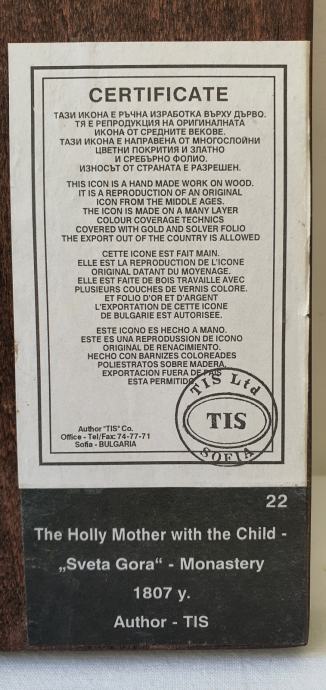 CERTIFICATE
ТАЗИ ИКОНА Е РЪЧНА ИЗРАБОТКА ВЪРХУ ДЪРВО.
ТЯ Е РЕПРОДУКЦИЯ НА ОРИГИНАЛНАТА
ИКОНА ОТ СРЕДНИТЕ ВЕКОВЕ.
ТАЗИ ИКОНА Е НАПРАВЕНА ОТ МНОГОСЛОЙНИ
ЦВЕТНИ ПОКРИТИЯ И ЗЛАТНО
И СРЕБЪРНО ФОЛИО.
ИЗНОСЪТ ОТ СТРАНАТА Е РАЗРЕШЕН.
THIS ICON IS A HAND MADE WORK ON WOOD.
IT IS A REPRODUCTION OF AN ORIGINAL
ICON FROM THE MIDDLE AGES.
THE ICON IS MADE ON A MANY LAYER
COLOUR COVERAGE TECHNICS
COVERED WITH GOLD AND SOLVER FOLIO
THE EXPORT OUT OF THE COUNTRY IS ALLOWED
CETTE ICONE EST FAIT MAIN.
ELLE EST LA REPRODUCTION DE L'ICONE
ORIGINAL DATANT DU MOYENAGE.
ELLE EST FAITE DE BOIS TRAVAILLE AVEC
PLUSIEURS COUCHES DE VERNIS COLORE.
ET FOLIO D'OR ET D'ARGENT
L'EXPORTATION DE CETTE ICONE
DE BULGARIE EST AUTORISEE.
ESTE ICONO ES HECHO A MANO.
ESTE ES UNA REPRODUSSION DE ICONO
ORIGINAL DE RENACIMIENTO.
HECHO CON BARNIZES COLOREADES
POLIESTRATOS SOBRE MADERA.
EXPORTACION FUERA DE PAIS
ESTA PERMITIDO
TIS Ltd
TIS
SOFIA
Author "TIS" Co.
Office - Tel/Fax: 74-77-71
Sofia - BULGARIA
22
The Holly Mother with the Child -
„Sveta Gora“ - Monastery
1807 y.
Author - TIS